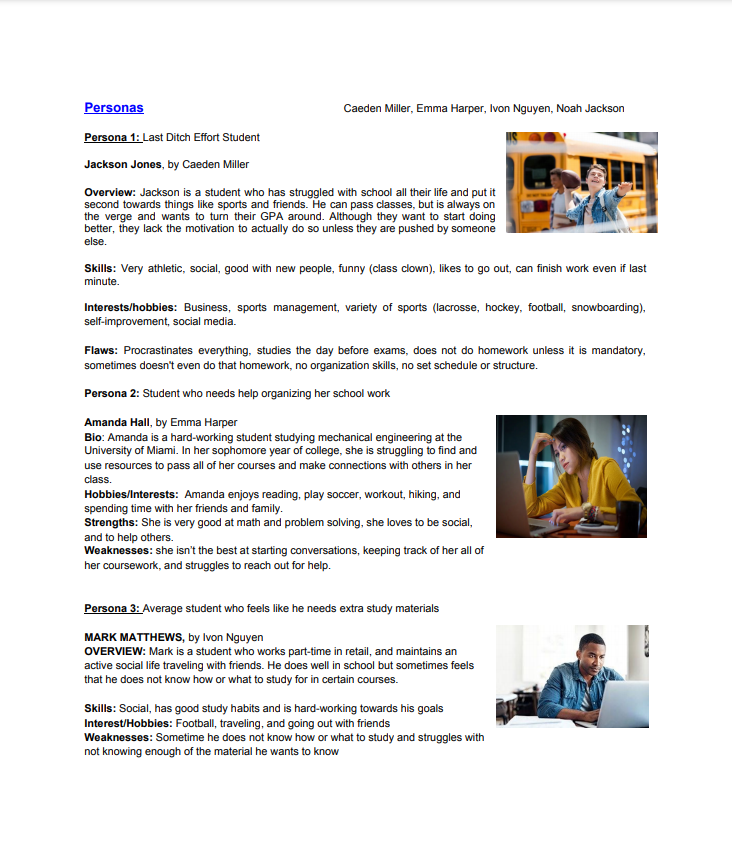 Personas
Caeden Miller, Emma Harper, Ivon Nguyen, Noah Jackson
Persona 1: Last Ditch Effort Student
Jackson Jones, by Caeden Miller
Overview: Jackson is a student who has struggled with school all their life and put it
second towards things like sports and friends. He can pass classes, but is always on
the verge and wants to turn their GPA around. Although they want to start doing
better, they lack the motivation to actually do so unless they are pushed by someone
else.
Skills: Very athletic, social, good with new people, funny (class clown), likes to go out, can finish work even if last
minute.
Interests/hobbies: Business, sports management, variety of sports (lacrosse, hockey, football, snowboarding),
self-improvement, social media.
Flaws: Procrastinates everything, studies the day before exams, does not do homework unless it is mandatory,
sometimes doesn't even do that homework, no organization skills, no set schedule or structure.
Persona 2: Student who needs help organizing her school work
Amanda Hall, by Emma Harper
Bio: Amanda is a hard-working student studying mechanical engineering at the
University of Miami. In her sophomore year of college, she is struggling to find and
use resources to pass all of her courses and make connections with others in her
class.
Hobbies/Interests: Amanda enjoys reading, play soccer, workout, hiking, and
spending time with her friends and family.
Strengths: She is very good at math and problem solving, she loves to be social,
and to help others.
Weaknesses: she isn't the best at starting conversations, keeping track of her all of
her coursework, and struggles to reach out for help.
Persona 3: Average student who feels like he needs extra study materials
MARK MATTHEWS, by Ivon Nguyen
OVERVIEW: Mark is a student who works part-time in retail, and maintains an
active social life traveling with friends. He does well in school but sometimes feels
that he does not know how or what to study for in certain courses.
Skills: Social, has good study habits and is hard-working towards his goals
Interest/Hobbies: Football, traveling, and going out with friends
Weaknesses: Sometime he does not know how or what to study and struggles with
not knowing enough of the material he wants to know